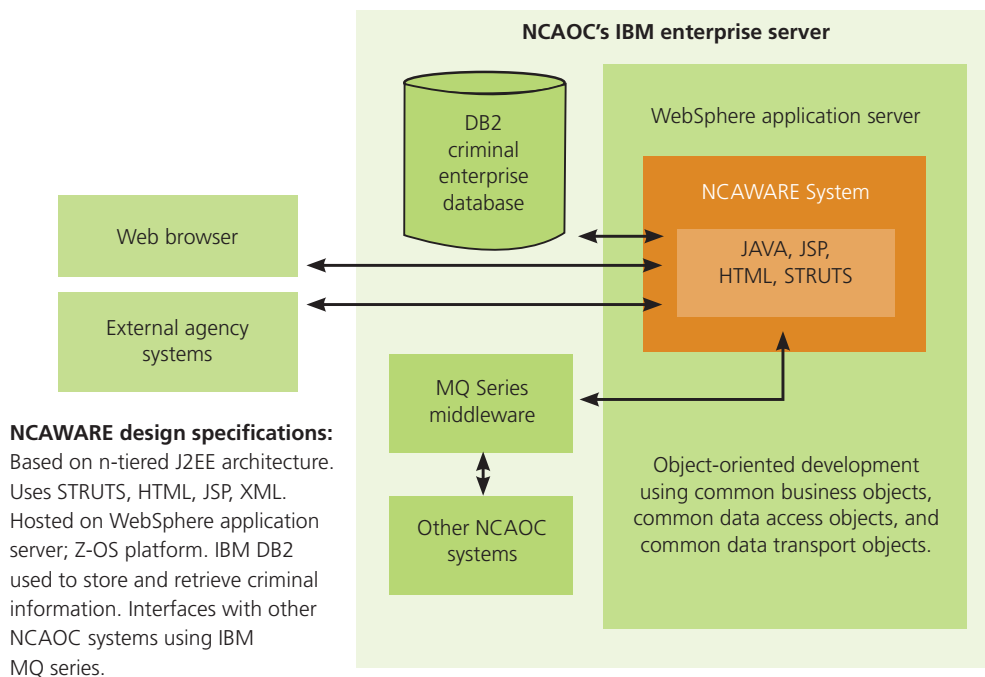 NCAOC's IBM enterprise server
DB2
criminal
enterprise
database
WebSphere application server
NCAWARE System
JAVA, JSP,
HTML, STRUTS
Web browser
External agency
systems
MQ Series
middleware
Other NCAOC
systems
Object-oriented development
using common business objects,
common data access objects, and
common data transport objects.
NCAWARE design specifications:
Based on n-tiered J2EE architecture.
Uses STRUTS, HTML, JSP, XML.
Hosted on WebSphere application
server; Z-OS platform. IBM DB2
used to store and retrieve criminal
information. Interfaces with other
NCAOC systems using IBM
MQ series.